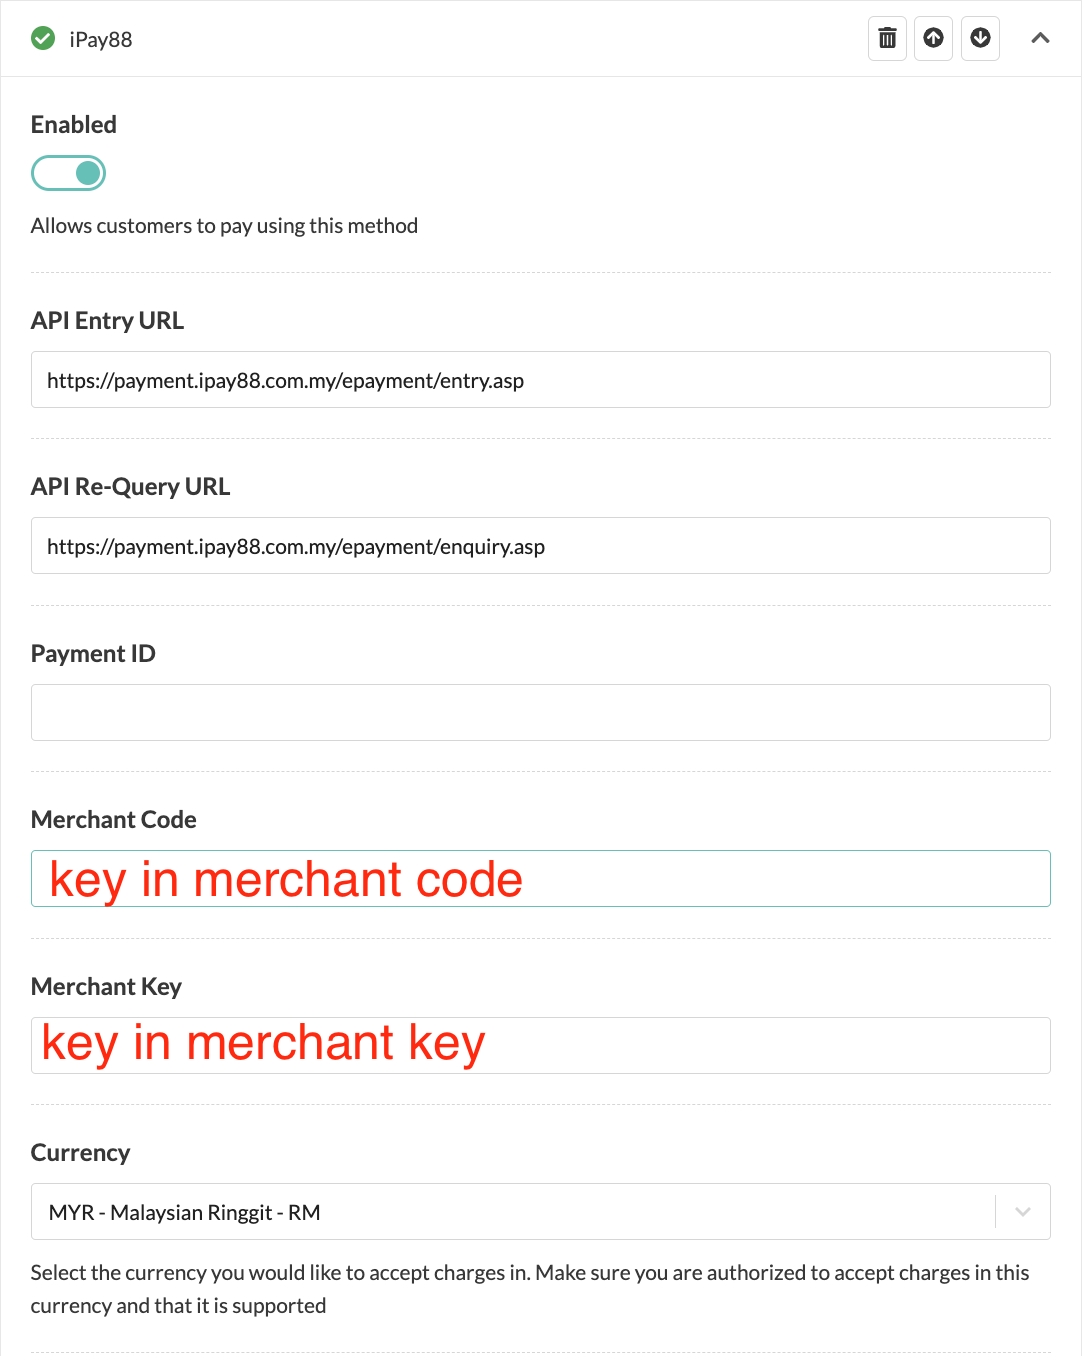 iPay88
Enabled
Allows customers to pay using this method
API Entry URL
https://payment.ipay88.com.my/epayment/entry.asp
API Re-Query URL
https://payment.ipay88.com.my/epayment/enquiry.asp
Payment ID
Merchant Code
key in merchant code
Merchant Key
key in merchant key
Currency
MYR - Malaysian Ringgit - RM
Select the currency you would like to accept charges in. Make sure you are authorized to accept charges in this
currency and that it is supported